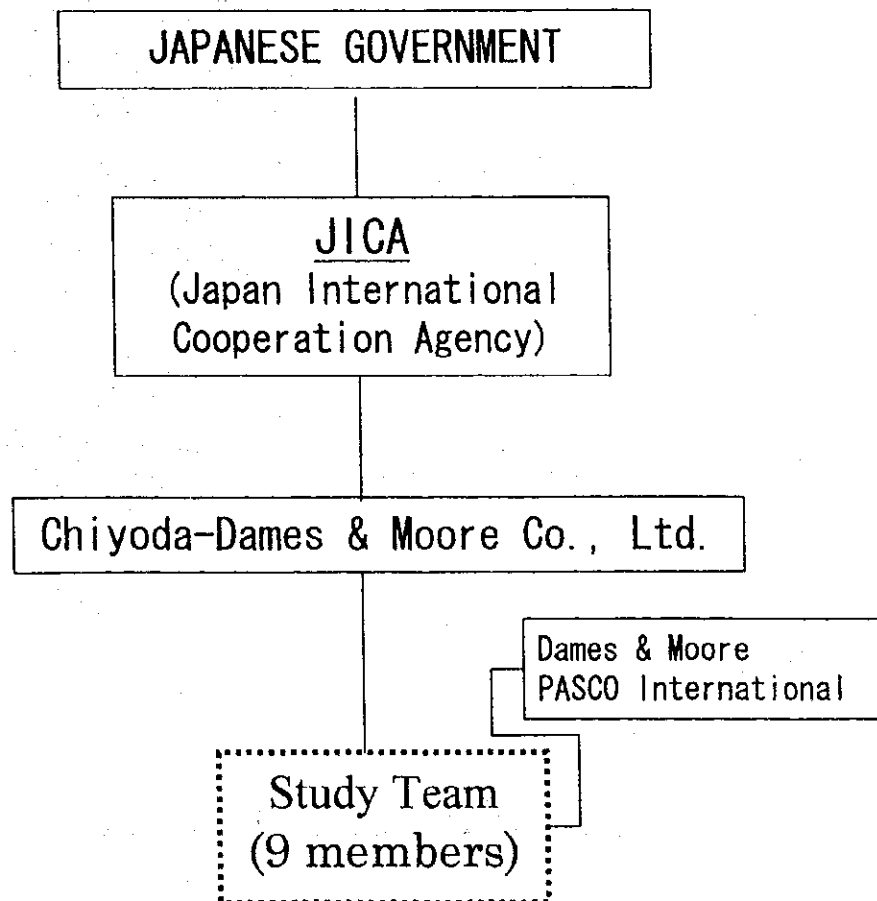 JAPANESE GOVERNMENT
JICA
(Japan International
Cooperation Agency)
Chiyoda-Dames & Moore Co., Ltd.
Dames & Moore
PASCO International
Study Team
(9 members)